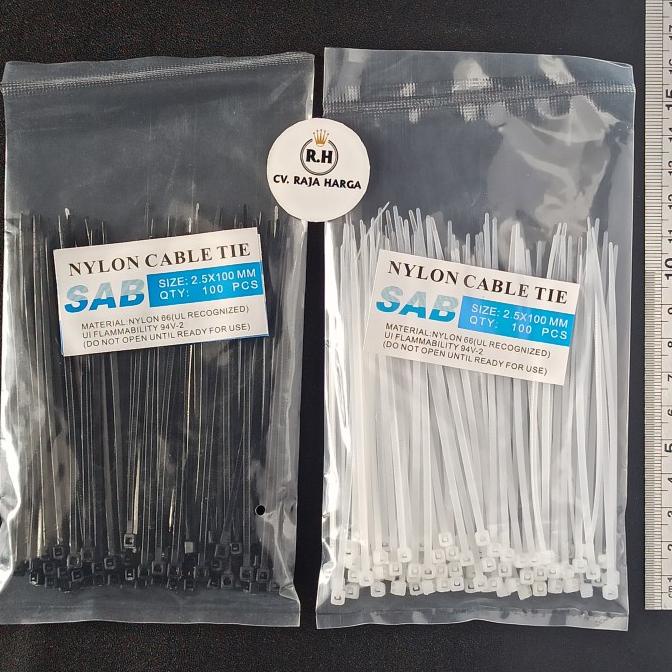 R.H
CV. RAJA HARGA
NYLON CABLE TIE
SAB
SIZE: 2.5X100 MM
QTY: 100 PCS
MATERIAL:NYLON 66(UL RECOGNIZED)
UI FLAMMABILITY 94V-2
(DO NOT OPEN UNTIL READY FOR USE)
NYLON CABLE TIE
SAB
SIZE: 2.5X100 MM
QTY: 100 PCS
MATERIAL:NYLON 66(UL RECOGNIZED)
UI FLAMMABILITY 94V-2
(DO NOT OPEN UNTIL READY FOR USE)